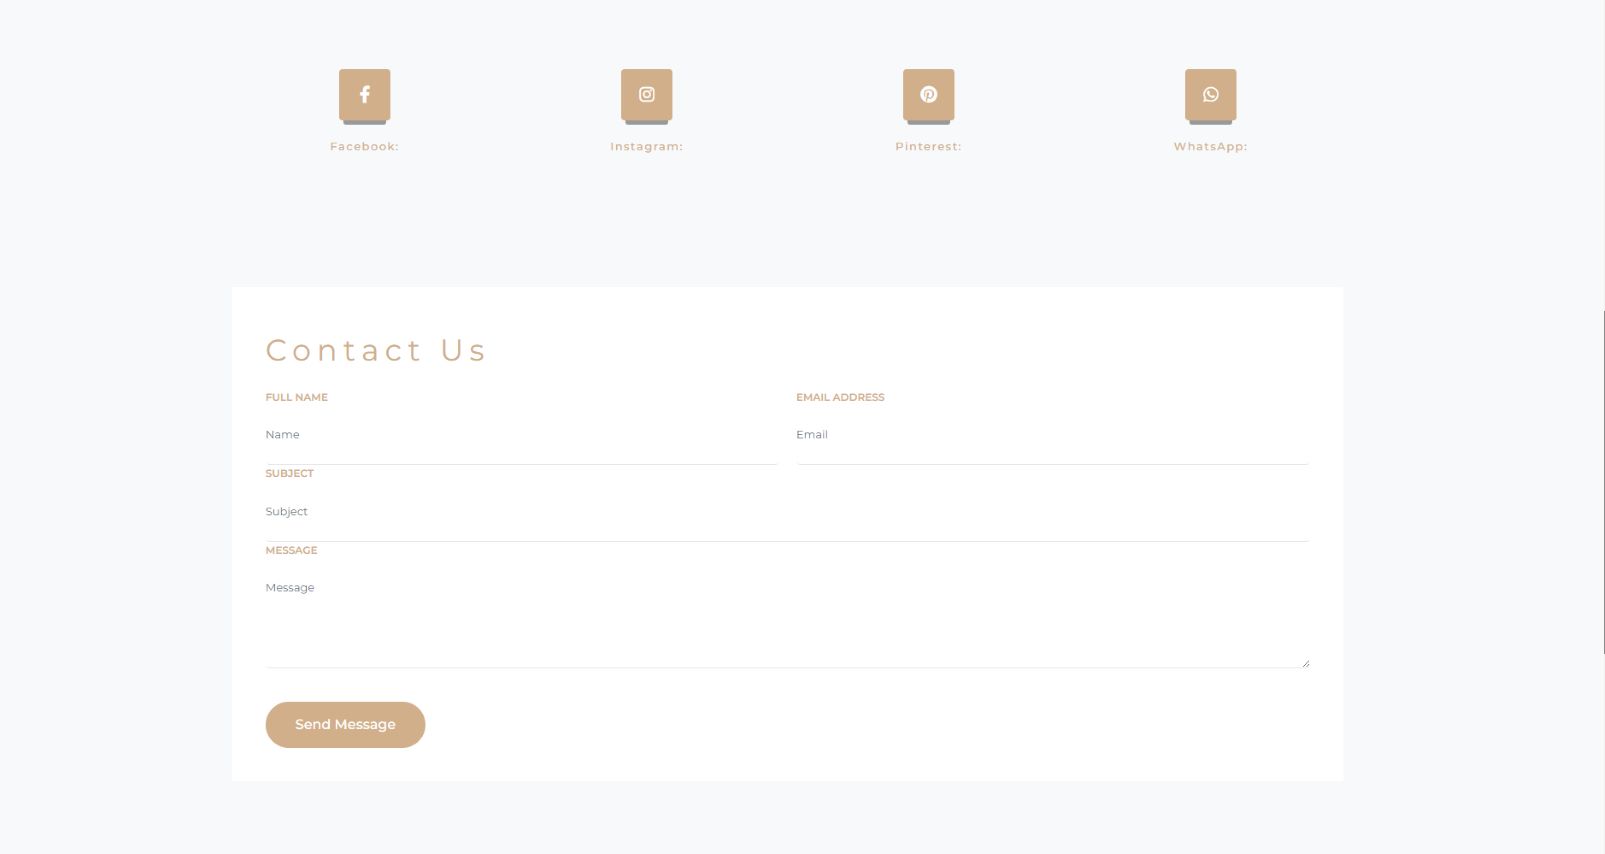 Facebook: Instagram: Pinterest: WhatsApp:
Contact Us
FULL NAME EMAIL ADDRESS
Name Email
SUBJECT
Subject
MESSAGE
Message
Send Message